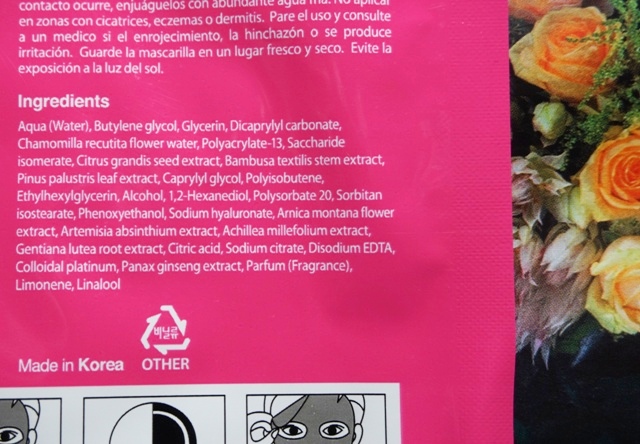 contacto ocurre, enjuáguelos con abundante agua fría. No aplicar
en zonas con cicatrices, eczemas o dermitis. Pare el uso y consulte
a un medico si el enrojecimiento, la hinchazón o se produce
irritación. Guarde la mascarilla en un lugar fresco y seco. Evite la
exposición a la luz del sol.
Ingredients
Aqua (Water), Butylene glycol, Glycerin, Dicaprylyl carbonate,
Chamomilla recutita flower water, Polyacrylate-13, Saccharide
isomerate, Citrus grandis seed extract, Bambusa textilis stem extract,
Pinus palustris leaf extract, Caprylyl glycol, Polyisobutene,
Ethylhexylglycerin, Alcohol, 1,2-Hexanediol, Polysorbate 20, Sorbitan
isostearate, Phenoxyethanol, Sodium hyaluronate, Arnica montana flower
extract, Artemisia absinthium extract, Achillea millefolium extract,
Gentiana lutea root extract, Citric acid, Sodium citrate, Disodium EDTA,
Colloidal platinum, Panax ginseng extract, Parfum (Fragrance),
Limonene, Linalool
비닐류
Made in Korea OTHER